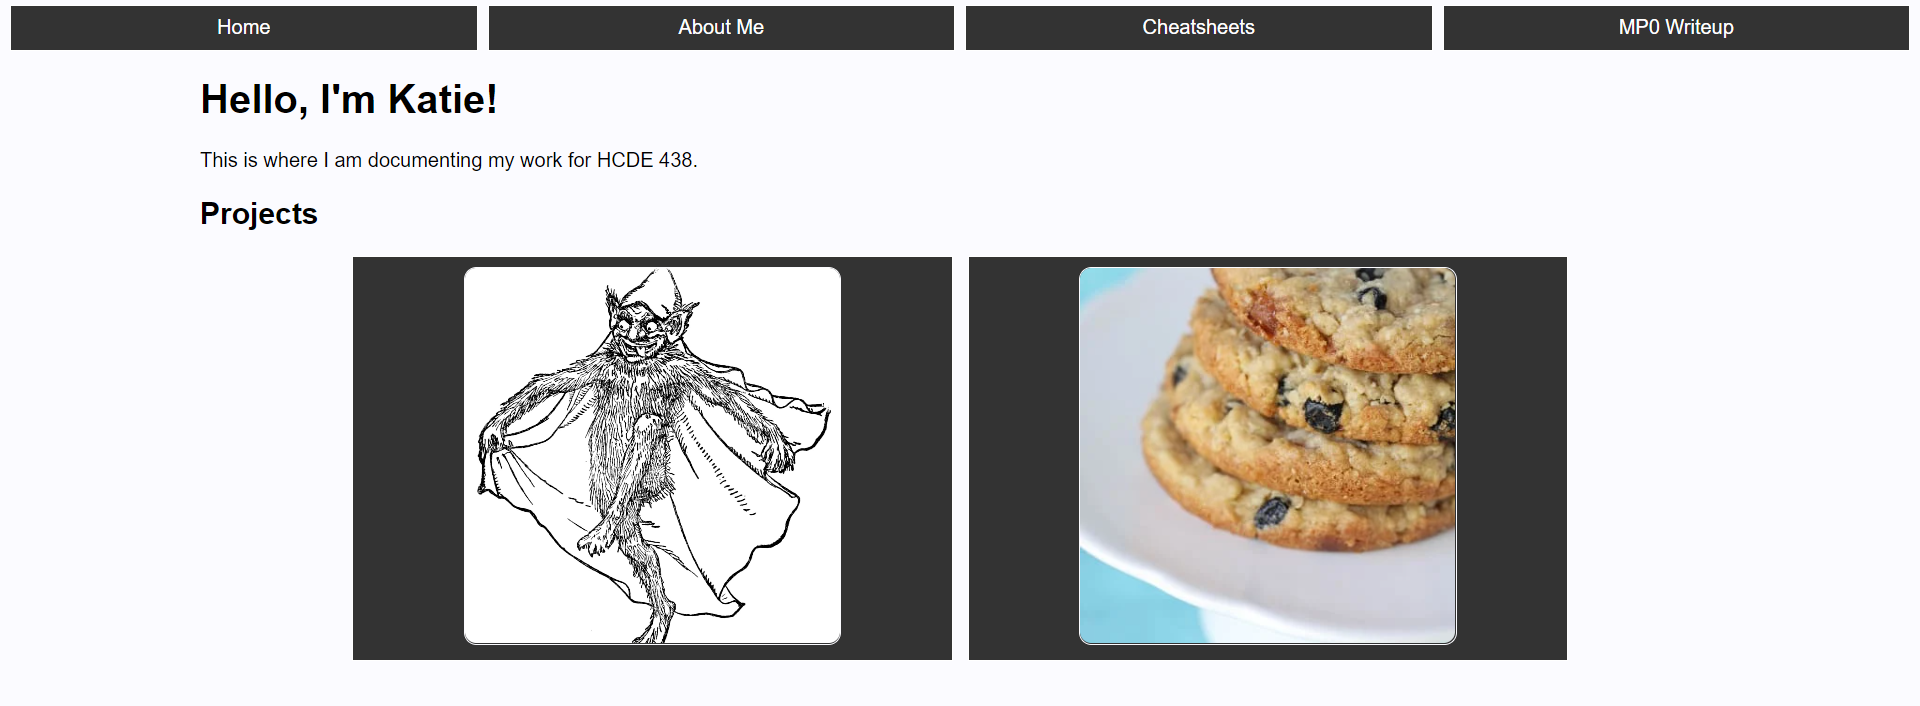 Home
About Me
Cheatsheets
MP0 Writeup
Hello, I'm Katie!
This is where I am documenting my work for HCDE 438.
Projects